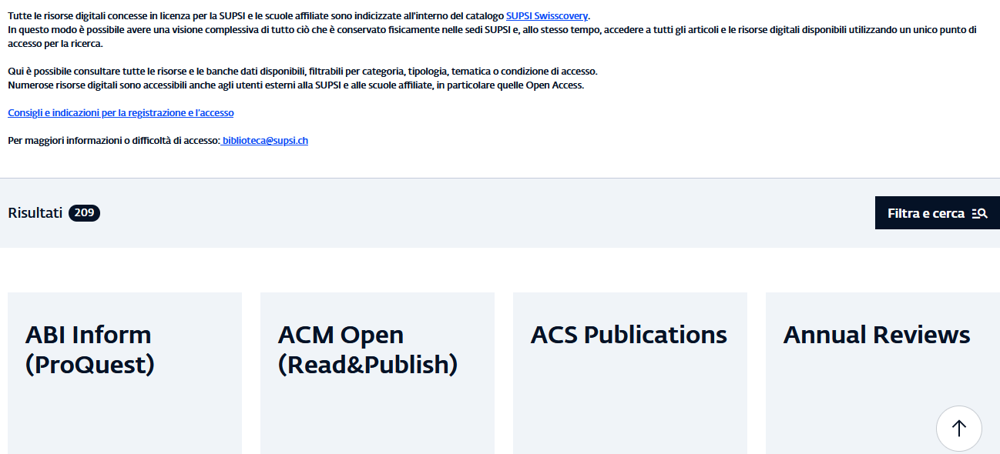 Tutte le risorse digitali concesse in licenza per la SUPSI e le scuole affiliate sono indicizzate all'interno del catalogo SUPSI Swisscovery.
In questo modo è possibile avere una visione complessiva di tutto ciò che è conservato fisicamente nelle sedi SUPSI e, allo stesso tempo, accedere a tutti gli articoli e le risorse digitali disponibili utilizzando un unico punto di
accesso per la ricerca.
Qui è possibile consultare tutte le risorse e le banche dati disponibili, filtrabili per categoria, tipologia, tematica o condizione di accesso.
Numerose risorse digitali sono accessibili anche agli utenti esterni alla SUPSI e alle scuole affiliate, in particolare quelle Open Access.
Consigli e indicazioni per la registrazione e l'accesso
Per maggiori informazioni o difficoltà di accesso: biblioteca@supsi.ch
Risultati 209
Filtra e cerca
ABI Inform
(ProQuest)
ACM Open
(Read&Publish)
ACS Publications
Annual Reviews